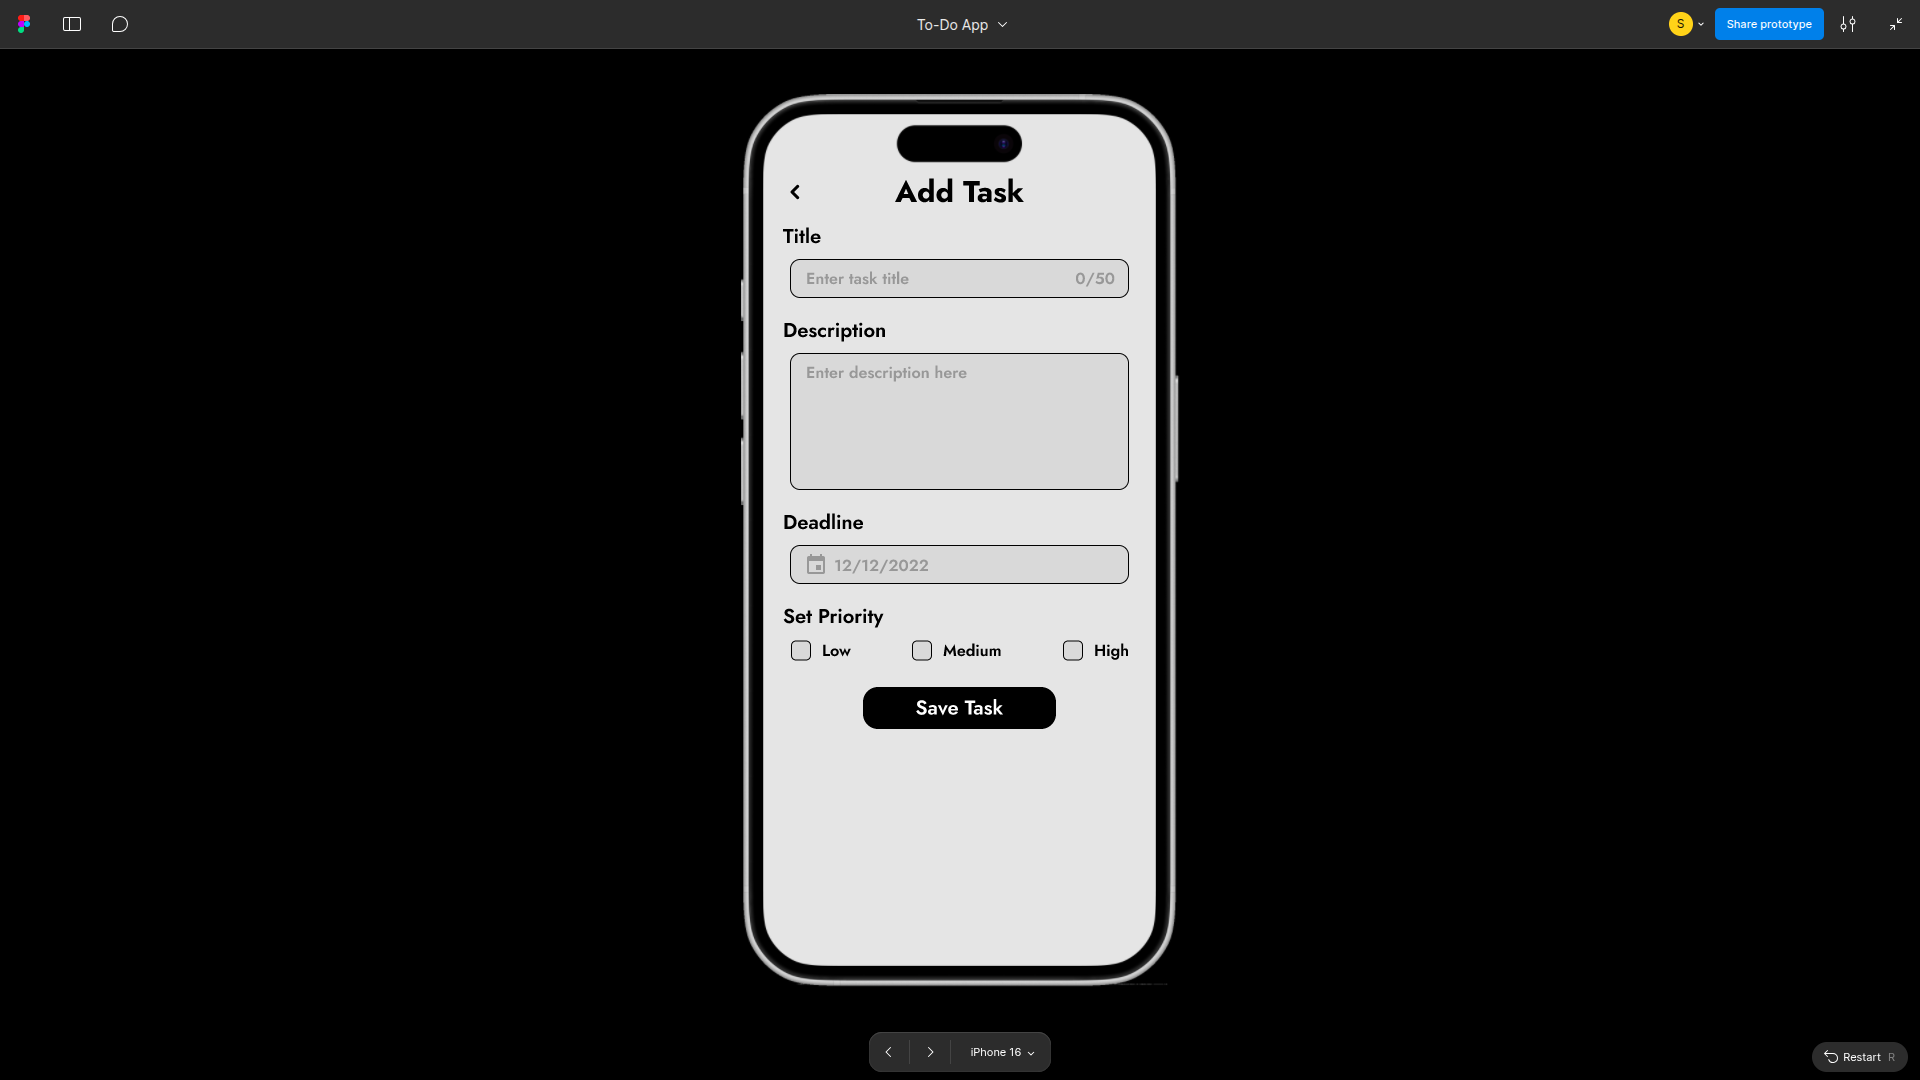 To-Do App
S
Share prototype
Add Task
Title
Enter task title 0/50
Description
Enter description here
Deadline
12/12/2022
Set Priority
Low Medium High
Save Task
iPhone 16
Restart R